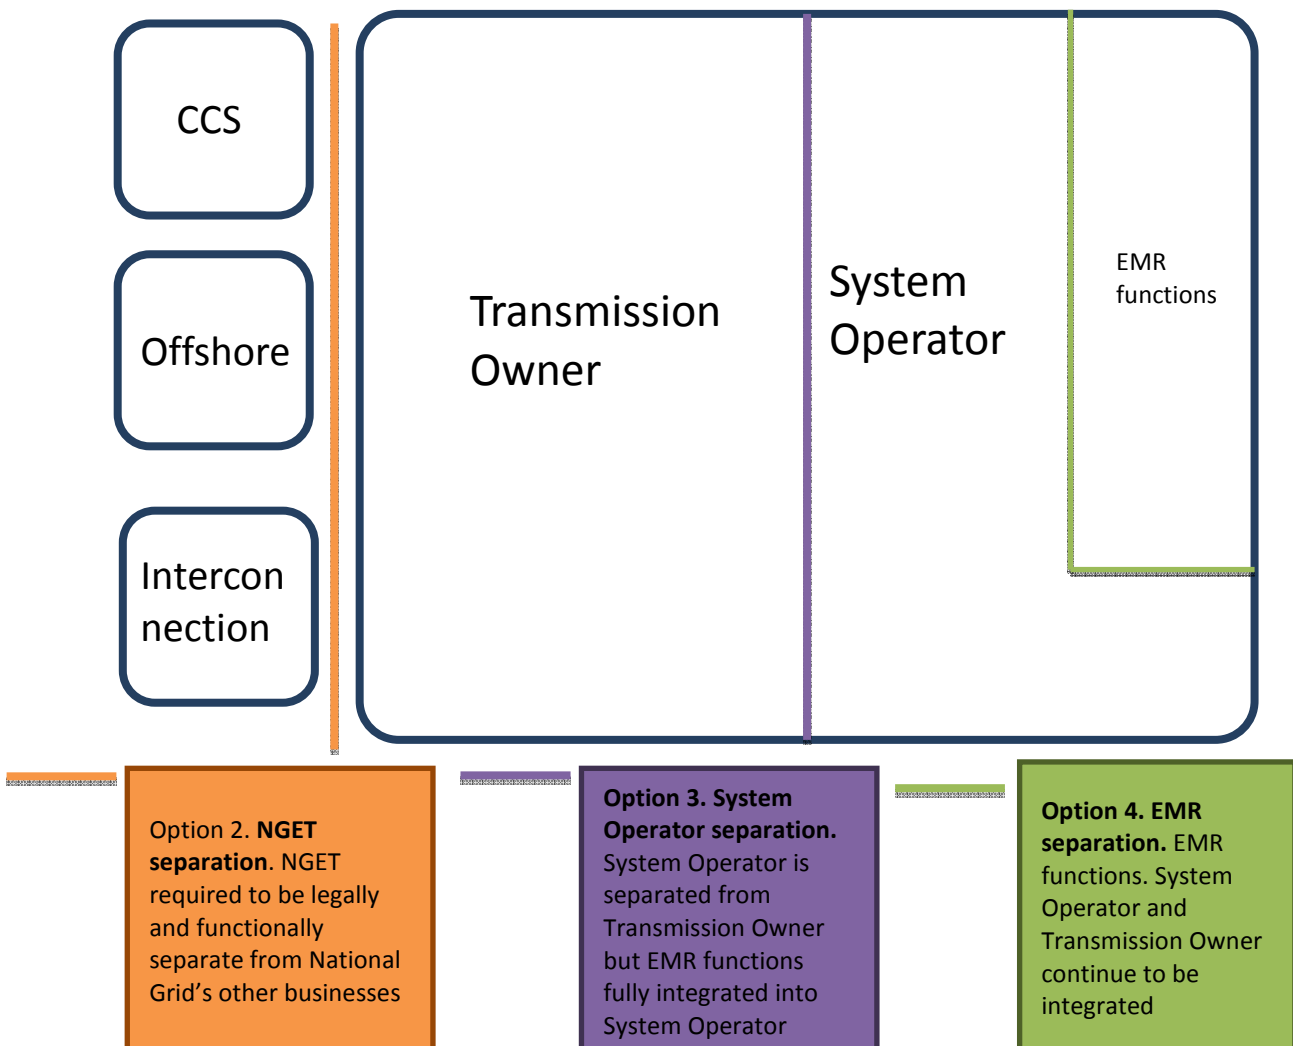 CCS
Offshore
Intercon
nection
Transmission
Owner
System
Operator
EMR
functions
Option 2. NGET
separation. NGET
required to be legally
and functionally
separate from National
Grid’s other businesses
Option 3. System
Operator separation.
System Operator is
separated from
Transmission Owner
but EMR functions
fully integrated into
System Operator
Option 4. EMR
separation. EMR
functions. System
Operator and
Transmission Owner
continue to be
integrated